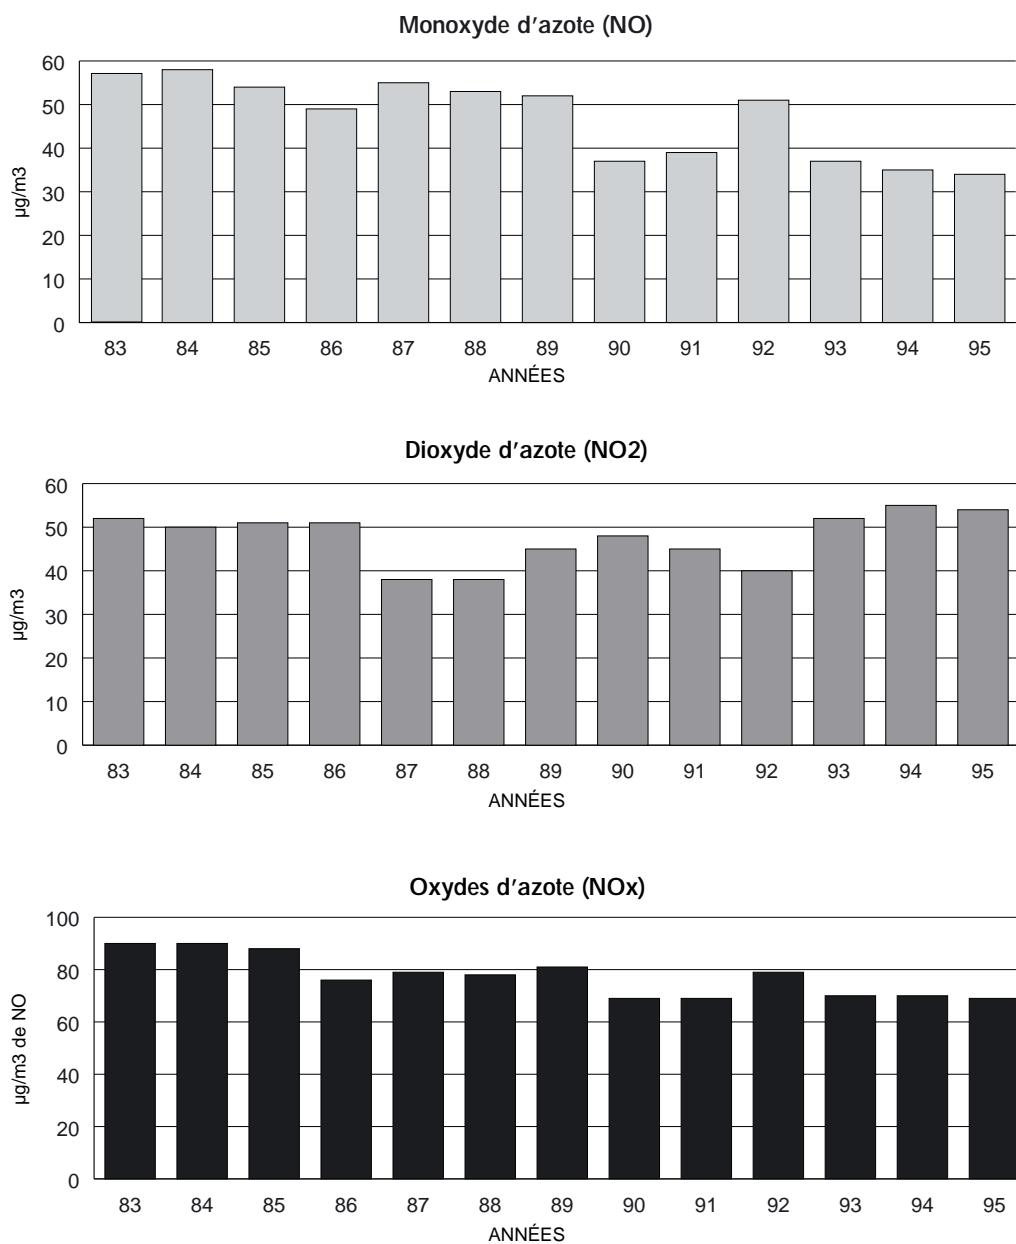 Monoxyde d'azote (NO)
60
50
40
30
20
10
0
µg/m3
83 84 85 86 87 88 89 90 91 92 93 94 95
ANNÉES
Dioxyde d'azote (NO2)
60
50
40
30
20
10
0
µg/m3
83 84 85 86 87 88 89 90 91 92 93 94 95
ANNÉES
Oxydes d'azote (NOx)
100
80
60
40
20
0
µg/m3 de NO
83 84 85 86 87 88 89 90 91 92 93 94 95
ANNÉES